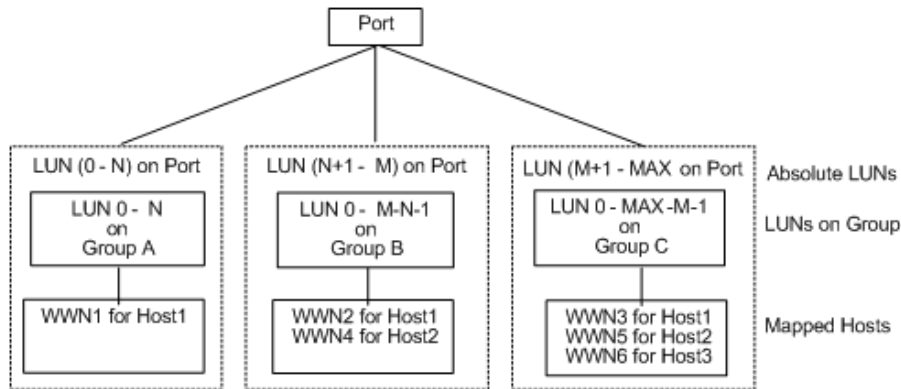 Port
LUN (0 - N) on Port
LUN (N+1 - M) on Port
LUN (M+1 - MAX on Port
Absolute LUNs
LUN 0 - N
on
Group A
LUN 0 - M-N-1
on
Group B
LUN 0 - MAX -M-1
on
Group C
LUNs on Group
WWN1 for Host1
WWN2 for Host1
WWN4 for Host2
WWN3 for Host1
WWN5 for Host2
WWN6 for Host3
Mapped Hosts